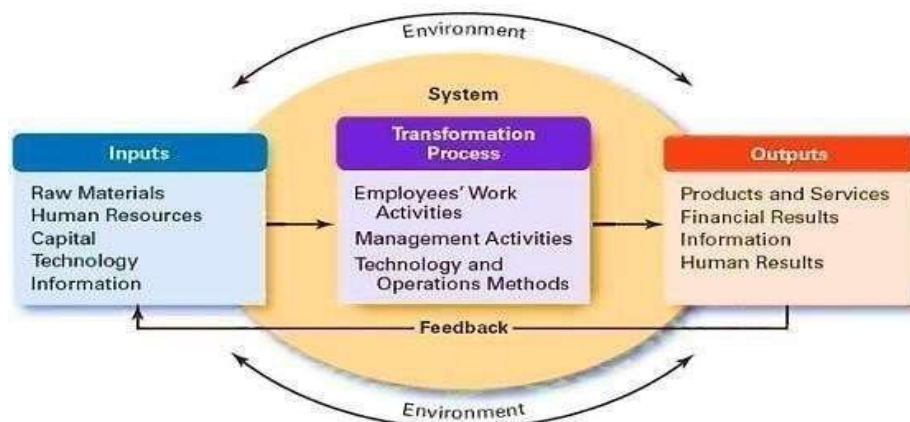 Environment
System
Inputs
Raw Materials
Human Resources
Capital
Technology
Information
Transformation
Process
Employees' Work
Activities
Management Activities
Technology and
Operations Methods
Outputs
Products and Services
Financial Results
Information
Human Results
Feedback
Environment